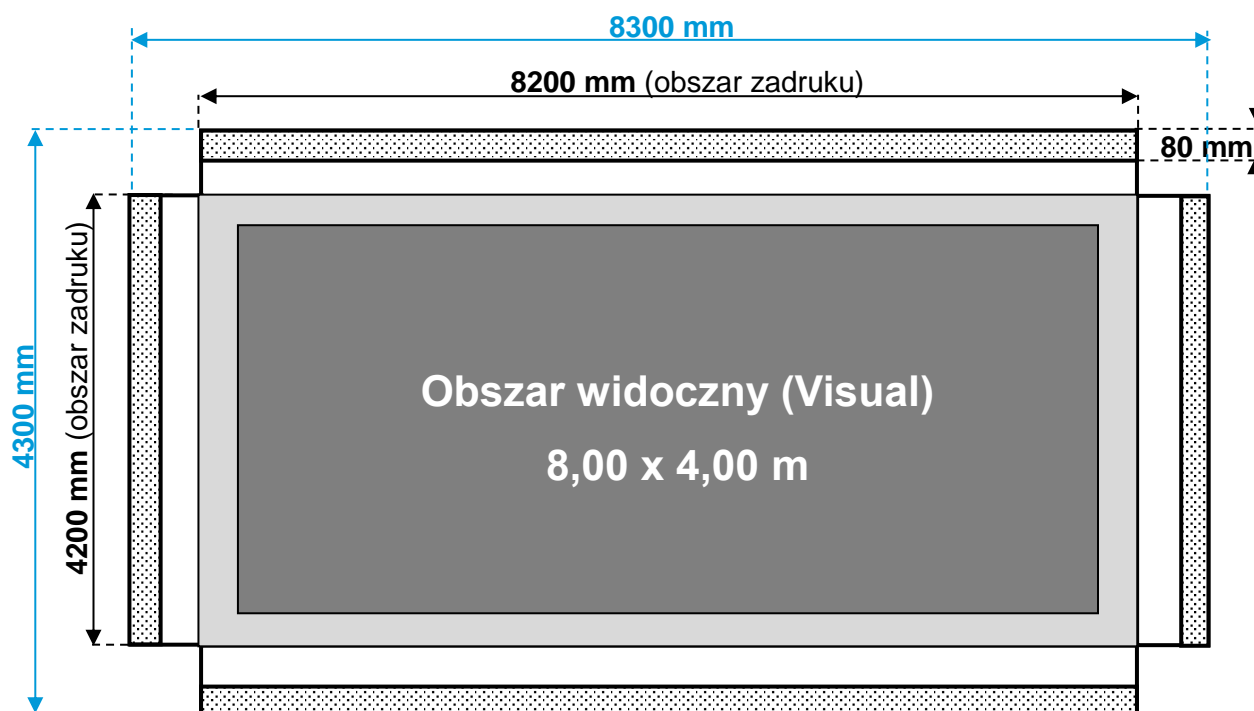 8300 mm
8200 mm (obszar zadruku)
80 mm
4300 mm
4200 mm (obszar zadruku)
Obszar widoczny (Visual)
8,00 x 4,00 m